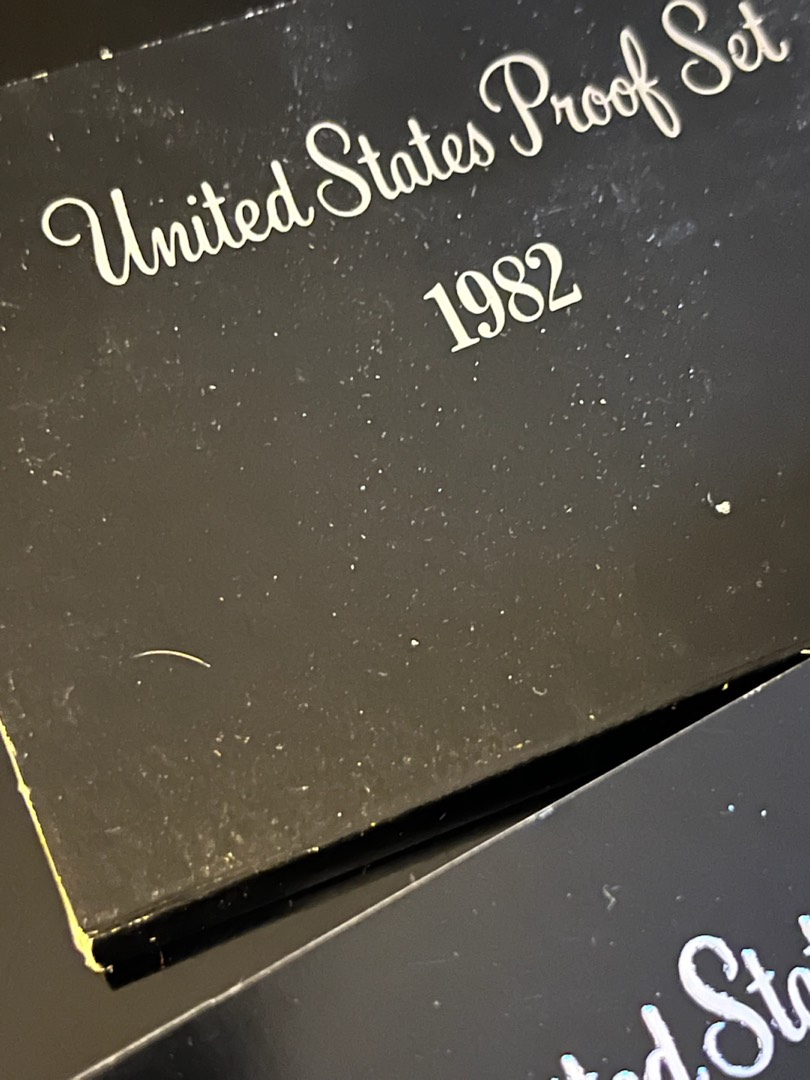 United States Proof Set
1982